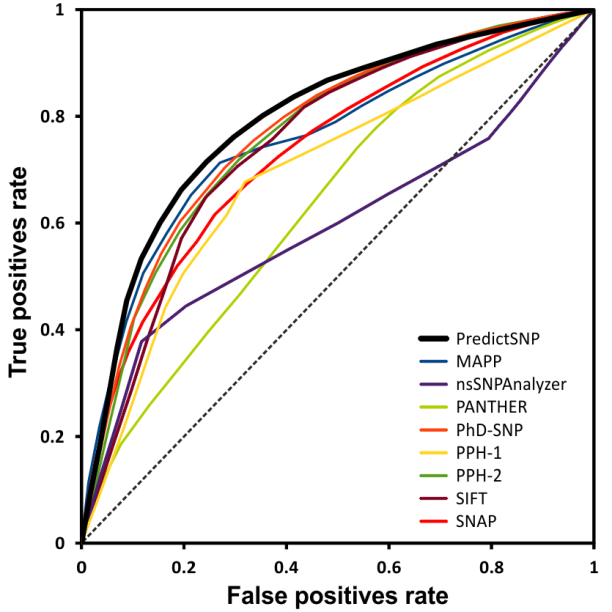 1
0.8
0.6
0.4
0.2
0
True positives rate
PredictSNP
MAPP
nsSNPAnalyzer
PANTHER
PhD-SNP
PPH-1
PPH-2
SIFT
SNAP
0 0.2 0.4 0.6 0.8 1
False positives rate